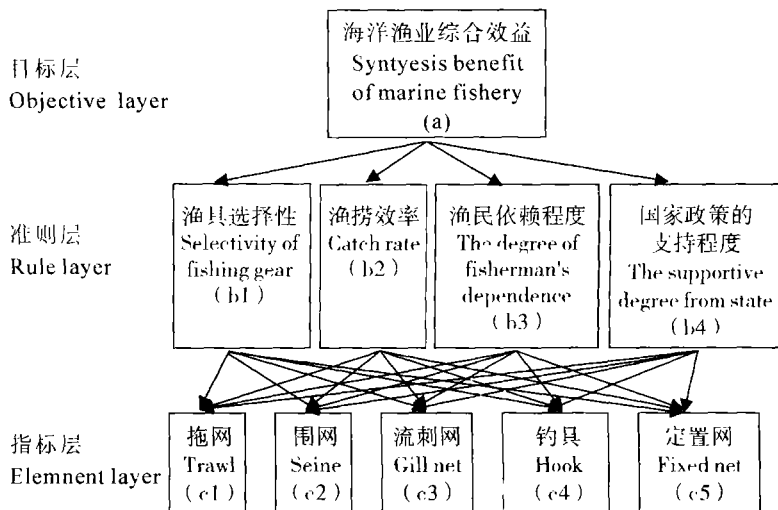 海洋渔业综合效益
Syntyesis benefit
of marine fishery
(a)
目标层
Objective layer
准则层
Rule layer
渔具选择性
Selectivity of
fishing gear
(b1)
渔捞效率
Catch rate
(b2)
渔民依赖程度
The degree of
fisherman's
dependence
(b3)
国家政策的
支持程度
The supportive
degree from state
(b4)
指标层
Elemnent layer
拖网
Trawl
(c1)
围网
Seine
(c2)
流刺网
Gill net
(c3)
钓具
Hook
(c4)
定置网
Fixed net
(c5)